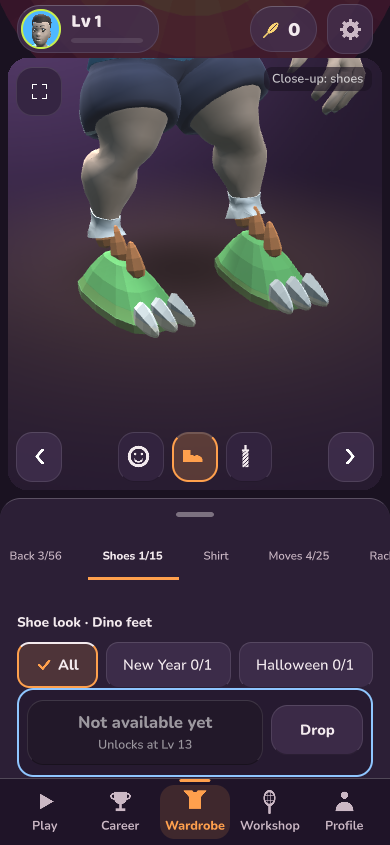 Lv 1
0
Close-up: shoes
Back 3/56
Shoes 1/15
Shirt
Moves 4/25
Shoe look · Dino feet
All
New Year 0/1
Halloween 0/1
Not available yet
Unlocks at Lv 13
Drop
Play
Career
Wardrobe
Workshop
Profile